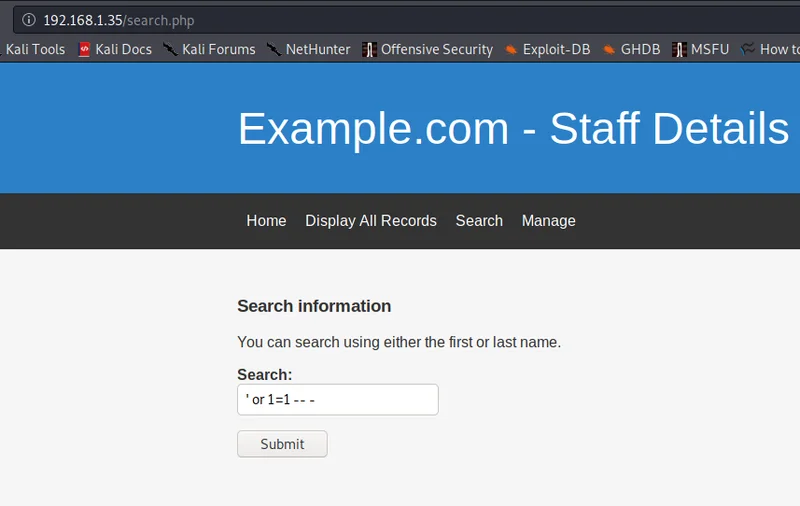 192.168.1.35/search.php
Kali Tools Kali Docs Kali Forums NetHunter Offensive Security Exploit-DB GHDB MSFU How to
Example.com - Staff Details
Home Display All Records Search Manage
Search information
You can search using either the first or last name.
Search:
' or 1=1 -- -
Submit